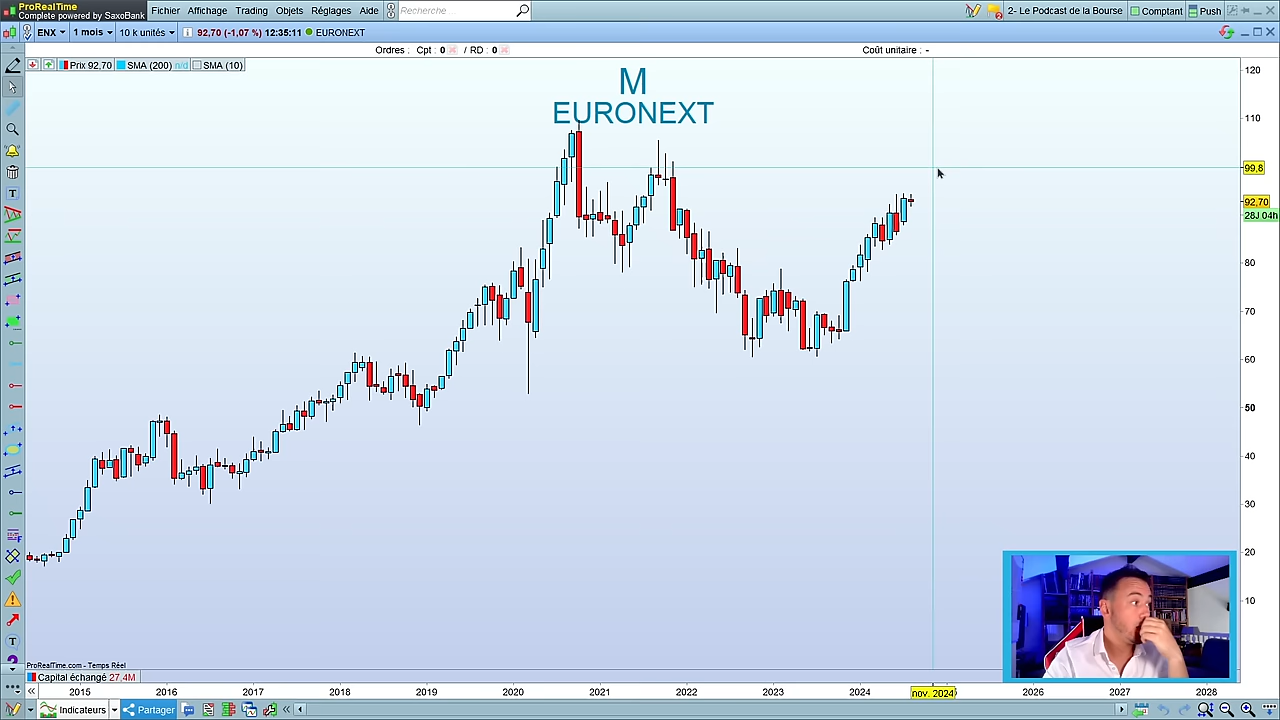 ProRealTime
Complete powered by SaxoBank
Fichier Affichage Trading Objets Réglages Aide Recherche
2- Le Podcast de la Bourse Comptant Push
ENX 1 mois 10 k unités 92,70 (-1,07 %) 12:35:11 EURONEXT
Ordres : Cpt : 0 / RD : 0 Coût unitaire : -
Prix 92,70 SMA (200) n/d SMA (10)
M
EURONEXT
120
110
99,8
92,70
28J 04h
80
70
60
50
40
30
20
10
ProRealTime.com - Temps Réel
Capital échangé 27,4M
2015 2016 2017 2018 2019 2020 2021 2022 2023 2024 nov. 2024 2026 2027 2028
Indicateurs Partager